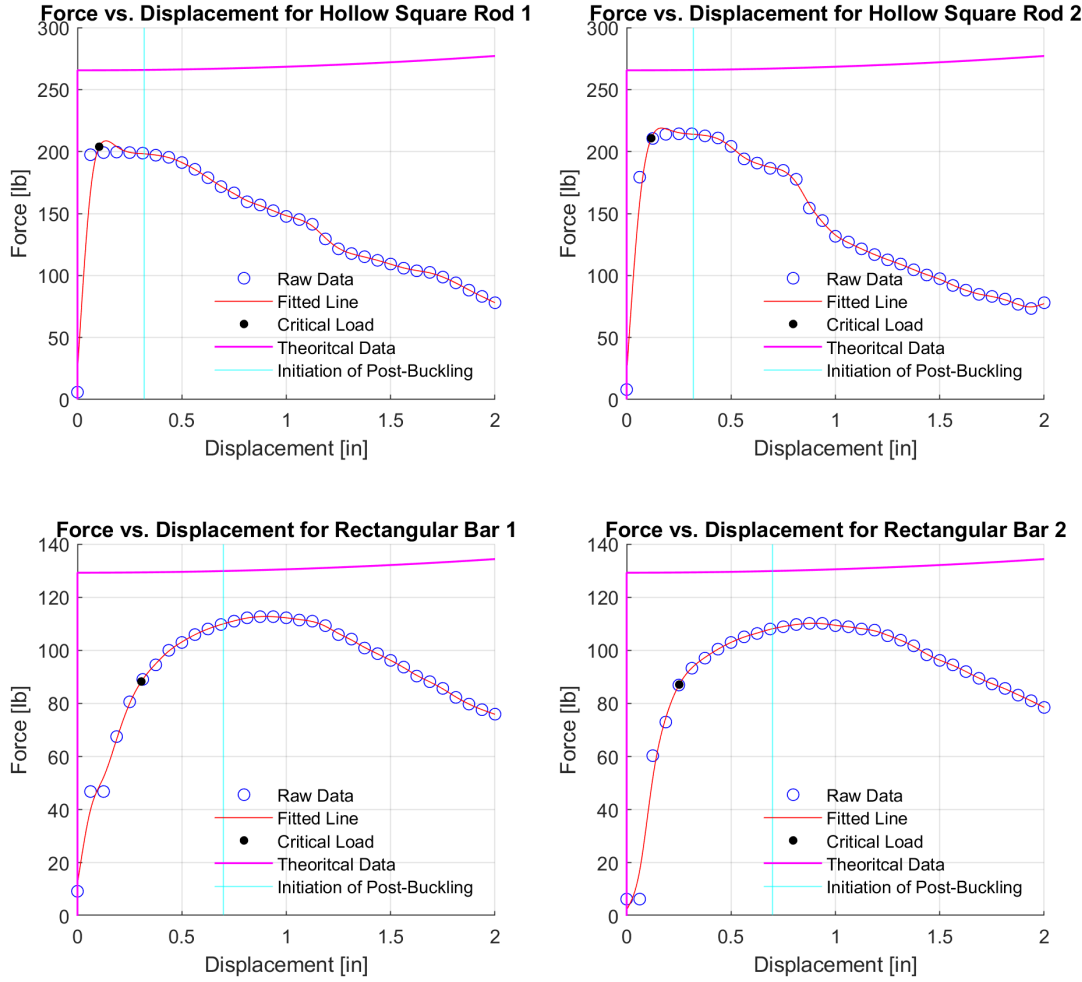 Force vs. Displacement for Hollow Square Rod 1
300
250
200
150
100
50
0
Force [lb]
Raw Data
Fitted Line
Critical Load
Theoritcal Data
Initiation of Post-Buckling
0 0.5 1 1.5 2
Displacement [in]
Force vs. Displacement for Hollow Square Rod 2
300
250
200
150
100
50
0
Force [lb]
Raw Data
Fitted Line
Critical Load
Theoritcal Data
Initiation of Post-Buckling
0 0.5 1 1.5 2
Displacement [in]
Force vs. Displacement for Rectangular Bar 1
140
120
100
80
60
40
20
0
Force [lb]
Raw Data
Fitted Line
Critical Load
Theoritcal Data
Initiation of Post-Buckling
0 0.5 1 1.5 2
Displacement [in]
Force vs. Displacement for Rectangular Bar 2
140
120
100
80
60
40
20
0
Force [lb]
Raw Data
Fitted Line
Critical Load
Theoritcal Data
Initiation of Post-Buckling
0 0.5 1 1.5 2
Displacement [in]